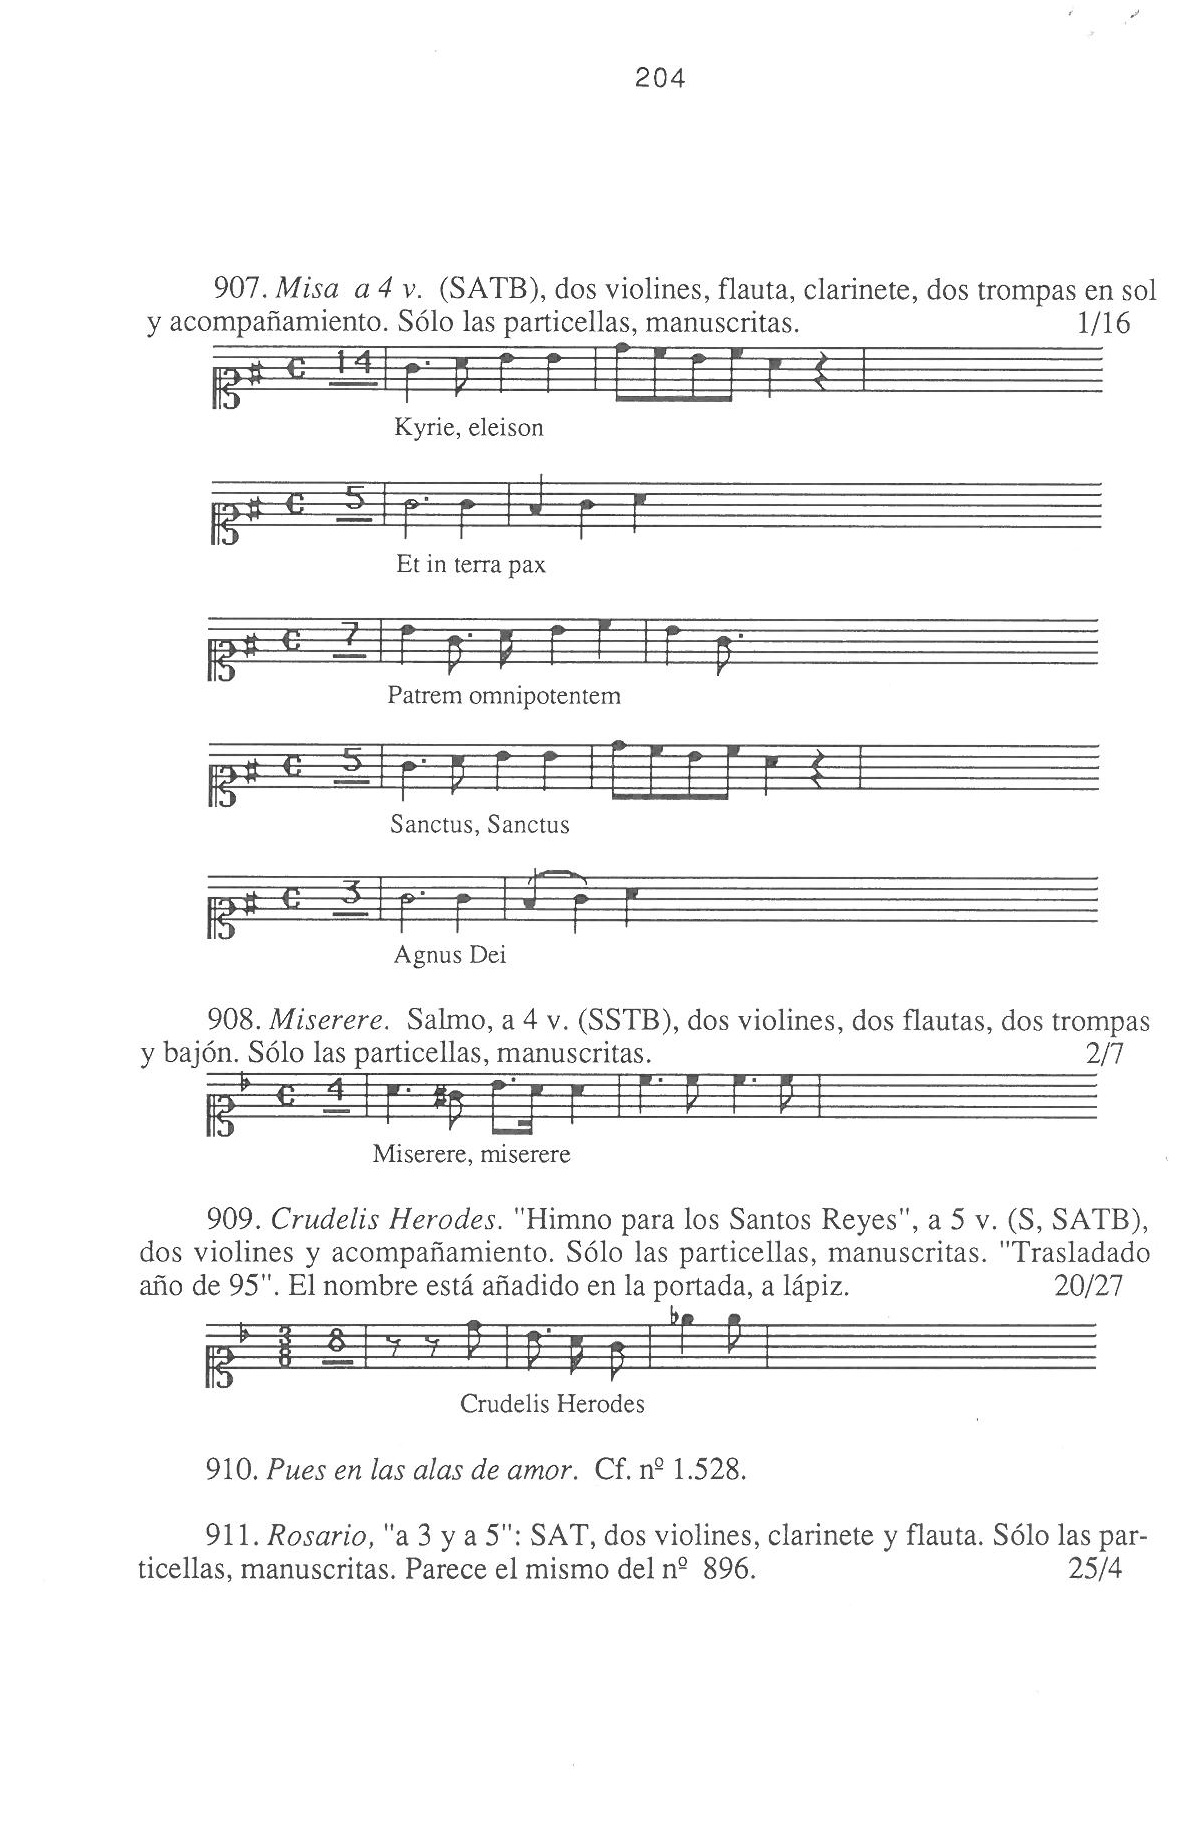 204
907. Misa a 4 v. (SATB), dos violines, flauta, clarinete, dos trompas en sol
y acompañamiento. Sólo las particellas, manuscritas. 1/16
14
Kyrie, eleison
5
Et in terra pax
7
Patrem omnipotentem
5
Sanctus, Sanctus
3
Agnus Dei
908. Miserere. Salmo, a 4 v. (SSTB), dos violines, dos flautas, dos trompas
y bajón. Sólo las particellas, manuscritas. 2/7
4
Miserere, miserere
909. Crudelis Herodes. "Himno para los Santos Reyes", a 5 v. (S, SATB),
dos violines y acompañamiento. Sólo las particellas, manuscritas. "Trasladado
año de 95". El nombre está añadido en la portada, a lápiz. 20/27
3 8 8
Crudelis Herodes
910. Pues en las alas de amor. Cf. nº 1.528.
911. Rosario, "a 3 y a 5": SAT, dos violines, clarinete y flauta. Sólo las par-
ticellas, manuscritas. Parece el mismo del nº 896. 25/4